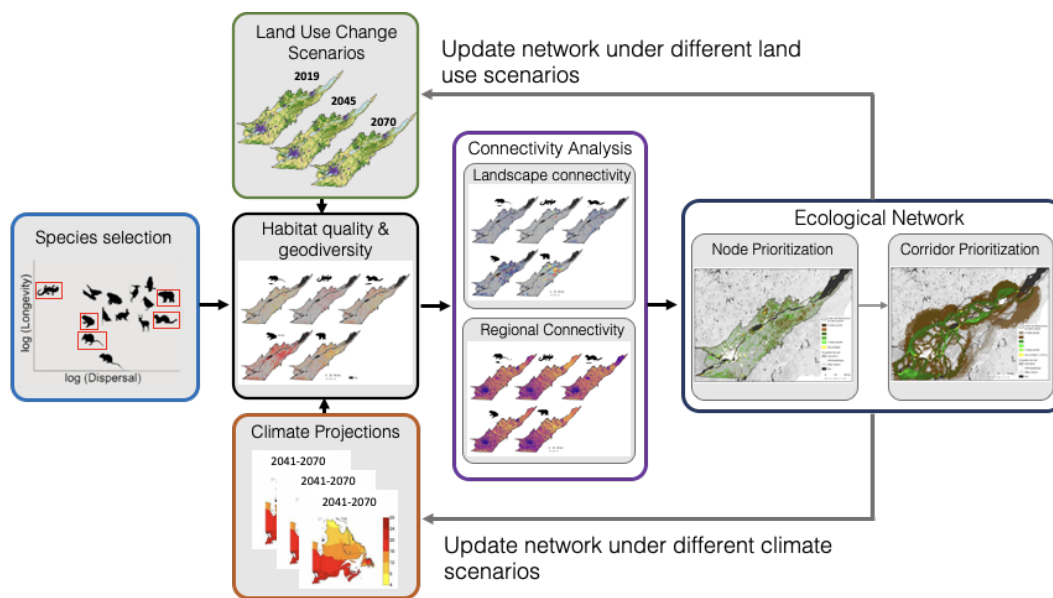 Land Use Change
Scenarios
2019
2045
2070
Update network under different land
use scenarios
Species selection
log (Longevity)
log (Dispersal)
Habitat quality &
geodiversity
Connectivity Analysis
Landscape connectivity
Regional Connectivity
Ecological Network
Node Prioritization
Corridor Prioritization
Climate Projections
2041-2070
2041-2070
2041-2070
Update network under different climate
scenarios